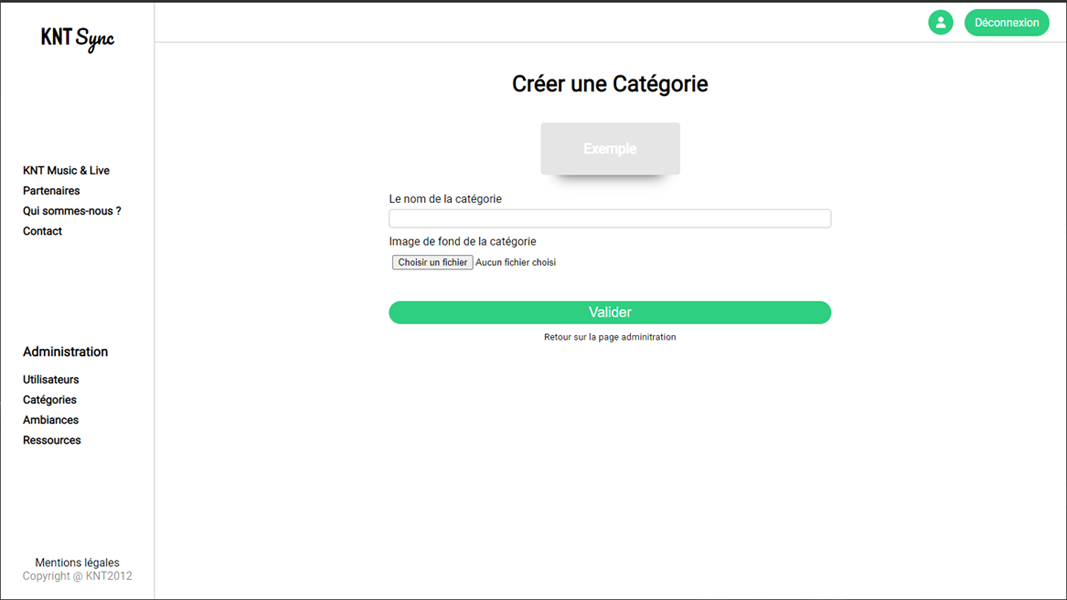 KNT Sync
Déconnexion
KNT Music & Live
Partenaires
Qui sommes-nous ?
Contact
Administration
Utilisateurs
Catégories
Ambiances
Ressources
Mentions légales
Copyright @ KNT2012
Créer une Catégorie
Exemple
Le nom de la catégorie
Image de fond de la catégorie
Choisir un fichier Aucun fichier choisi
Valider
Retour sur la page adminitration